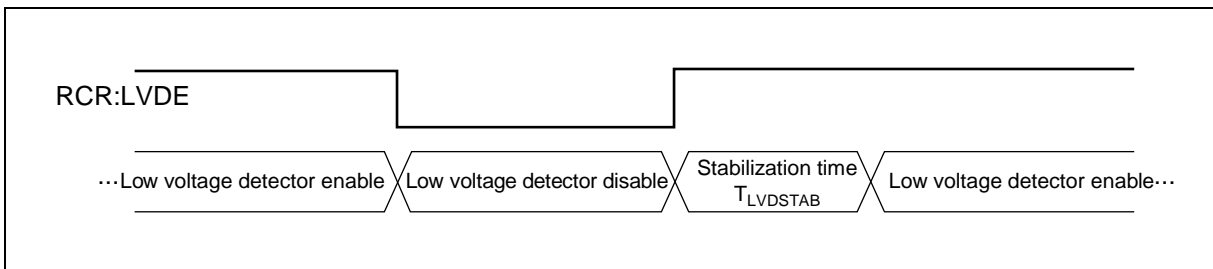 RCR:LVDE
···Low voltage detector enable
Low voltage detector disable
Stabilization time
TLVDSTAB
Low voltage detector enable···